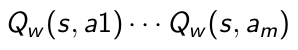 Q_w(s, a1) ⋯ Q_w(s, a_m)